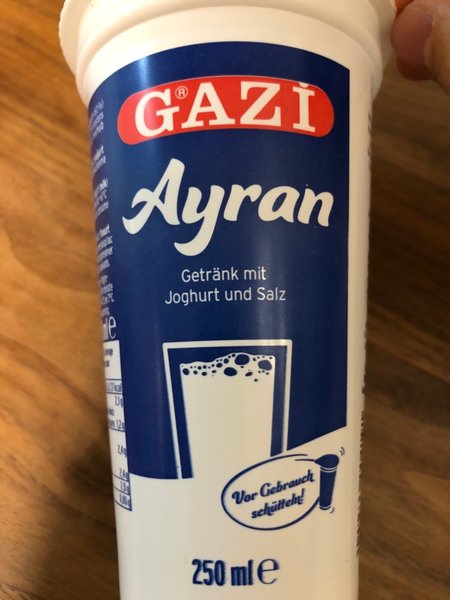 GAZİ
®
Ayran
Getränk mit
Joghurt und Salz
Vor Gebrauch
schütteln!
250 ml e